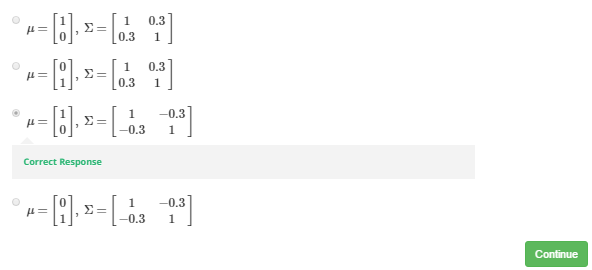 μ = [1 0], Σ = [1 0.3 0.3 1]
μ = [0 1], Σ = [1 0.3 0.3 1]
μ = [1 0], Σ = [1 −0.3 −0.3 1]
Correct Response
μ = [0 1], Σ = [1 −0.3 −0.3 1]
Continue